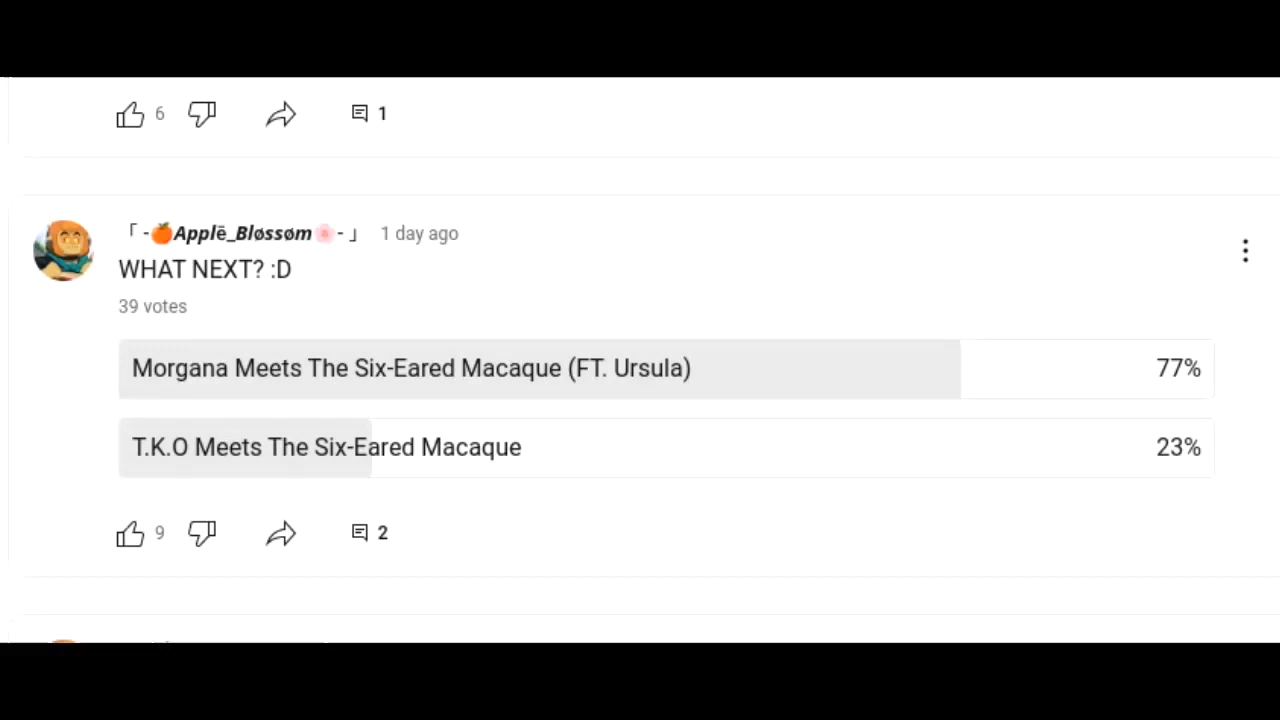 6 1
「 -🍊Applē_Bløssøm🌸- 」 1 day ago
WHAT NEXT? :D
39 votes
Morgana Meets The Six-Eared Macaque (FT. Ursula) 77%
T.K.O Meets The Six-Eared Macaque 23%
9 2